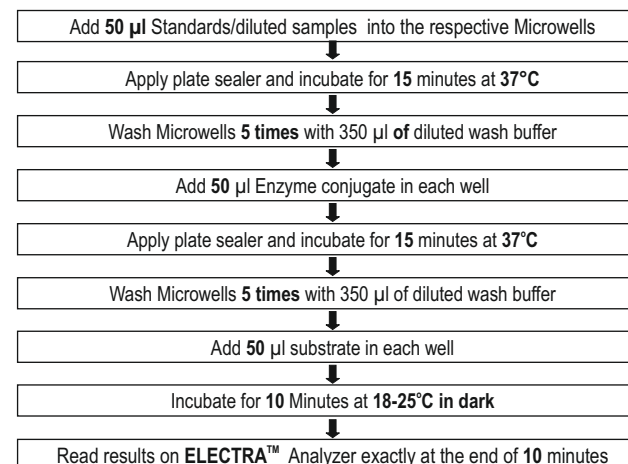 Add 50 µl Standards/diluted samples into the respective Microwells
Apply plate sealer and incubate for 15 minutes at 37°C
Wash Microwells 5 times with 350 µl of diluted wash buffer
Add 50 µl Enzyme conjugate in each well
Apply plate sealer and incubate for 15 minutes at 37°C
Wash Microwells 5 times with 350 µl of diluted wash buffer
Add 50 µl substrate in each well
Incubate for 10 Minutes at 18-25°C in dark
Read results on ELECTRA™ Analyzer exactly at the end of 10 minutes